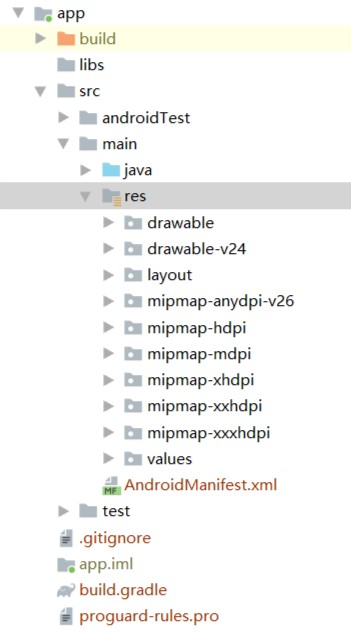 app
build
libs
src
androidTest
main
java
res
drawable
drawable-v24
layout
mipmap-anydpi-v26
mipmap-hdpi
mipmap-mdpi
mipmap-xhdpi
mipmap-xxhdpi
mipmap-xxxhdpi
values
MF AndroidManifest.xml
test
.gitignore
app.iml
build.gradle
proguard-rules.pro